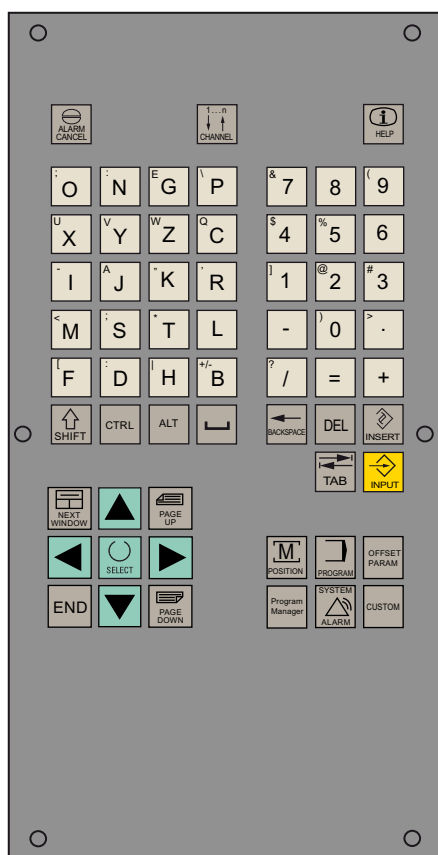 1...n
ALARM
CANCEL
CHANNEL
i
HELP
; O : N E G \ P & 7 8 ( 9
U X V Y W Z Q C $ 4 % 5 6
- I A J " K ' R ] 1 @ 2 # 3
< M ; S * T L - ) 0 > .
[ F : D | H +/- B ? / = +
SHIFT CTRL ALT BACKSPACE DEL INSERT
TAB INPUT
NEXT
WINDOW
PAGE
UP
M
SELECT POSITION PROGRAM OFFSET
PARAM
END PAGE
DOWN
Program
Manager
SYSTEM
ALARM
CUSTOM